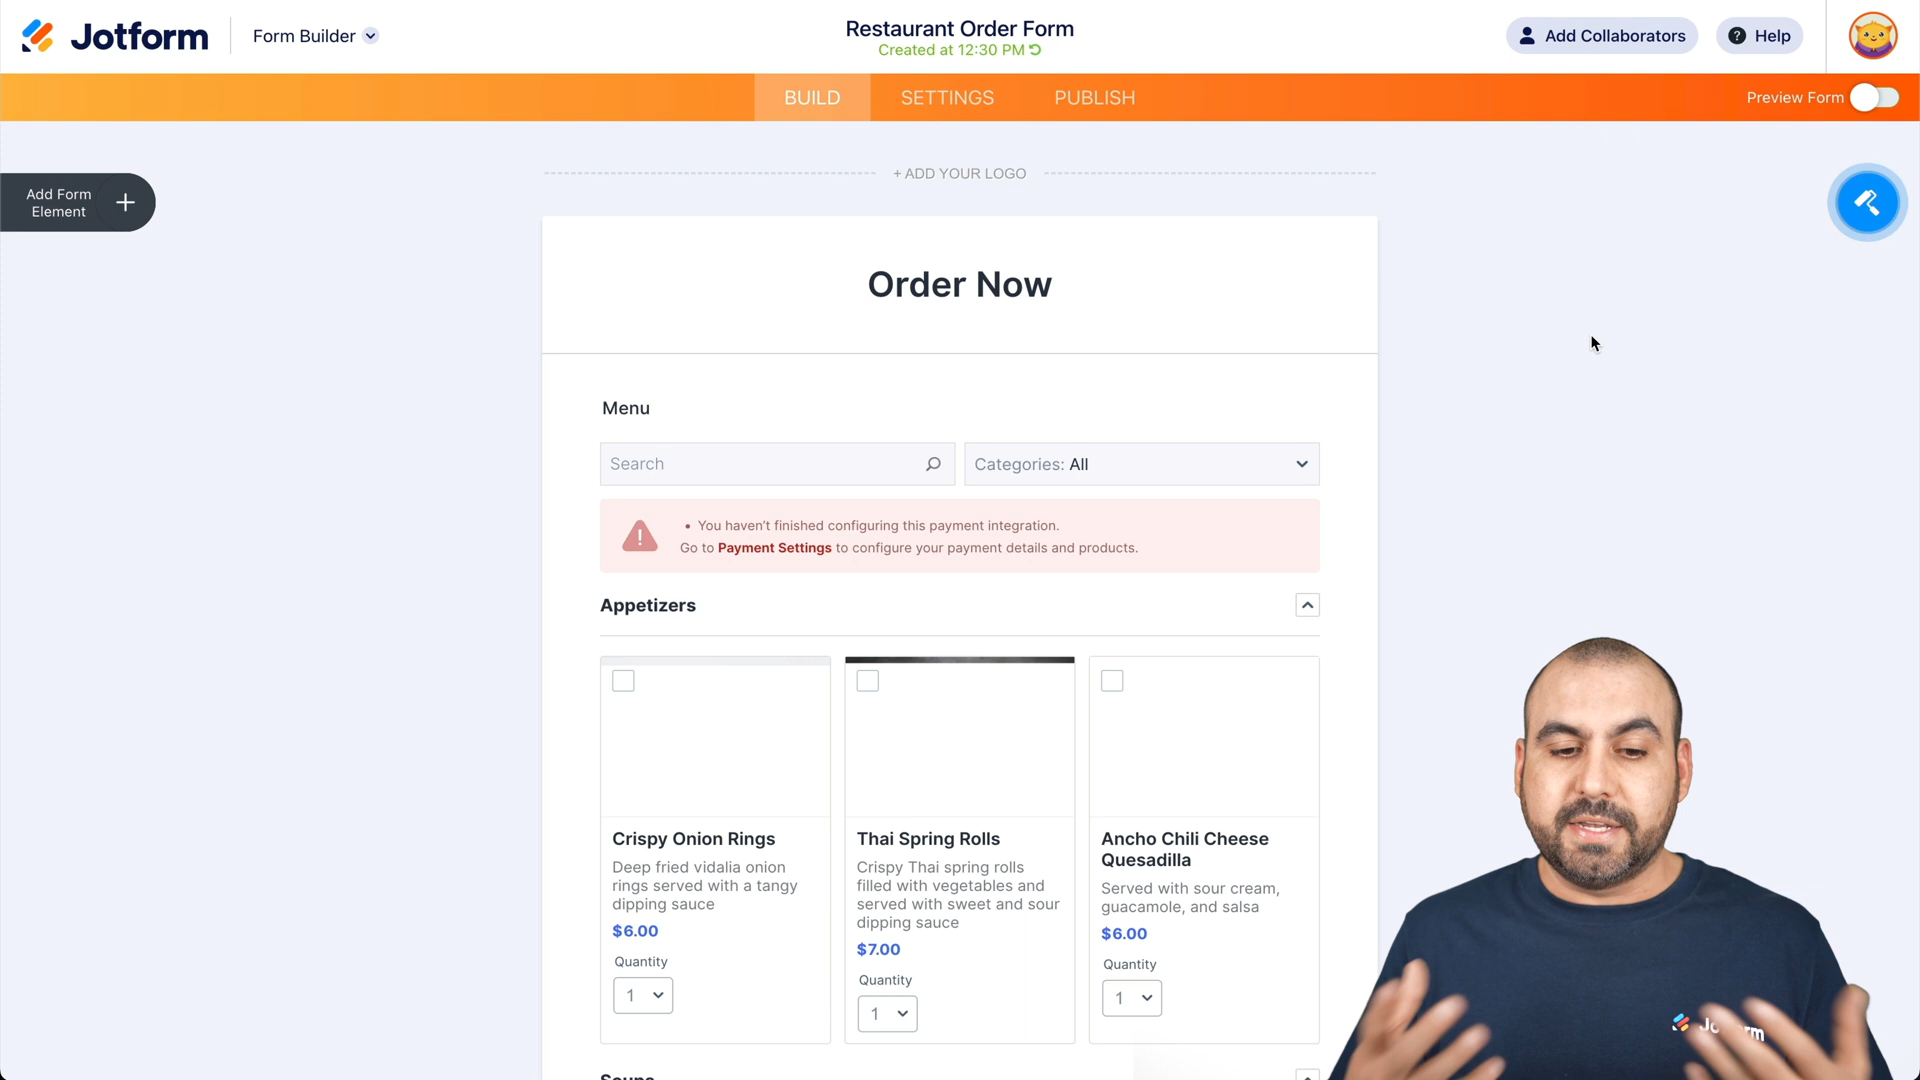 Jotform
Form Builder
Restaurant Order Form
Created at 12:30 PM
Add Collaborators
? Help
BUILD
SETTINGS
PUBLISH
Preview Form
Add Form
Element
+ ADD YOUR LOGO
Order Now
Menu
Search
Categories: All
• You haven't finished configuring this payment integration.
Go to Payment Settings to configure your payment details and products.
Appetizers
Crispy Onion Rings
Deep fried vidalia onion
rings served with a tangy
dipping sauce
$6.00
Quantity
1
Thai Spring Rolls
Crispy Thai spring rolls
filled with vegetables and
served with sweet and sour
dipping sauce
$7.00
Quantity
1
Ancho Chili Cheese
Quesadilla
Served with sour cream,
guacamole, and salsa
$6.00
Quantity
1